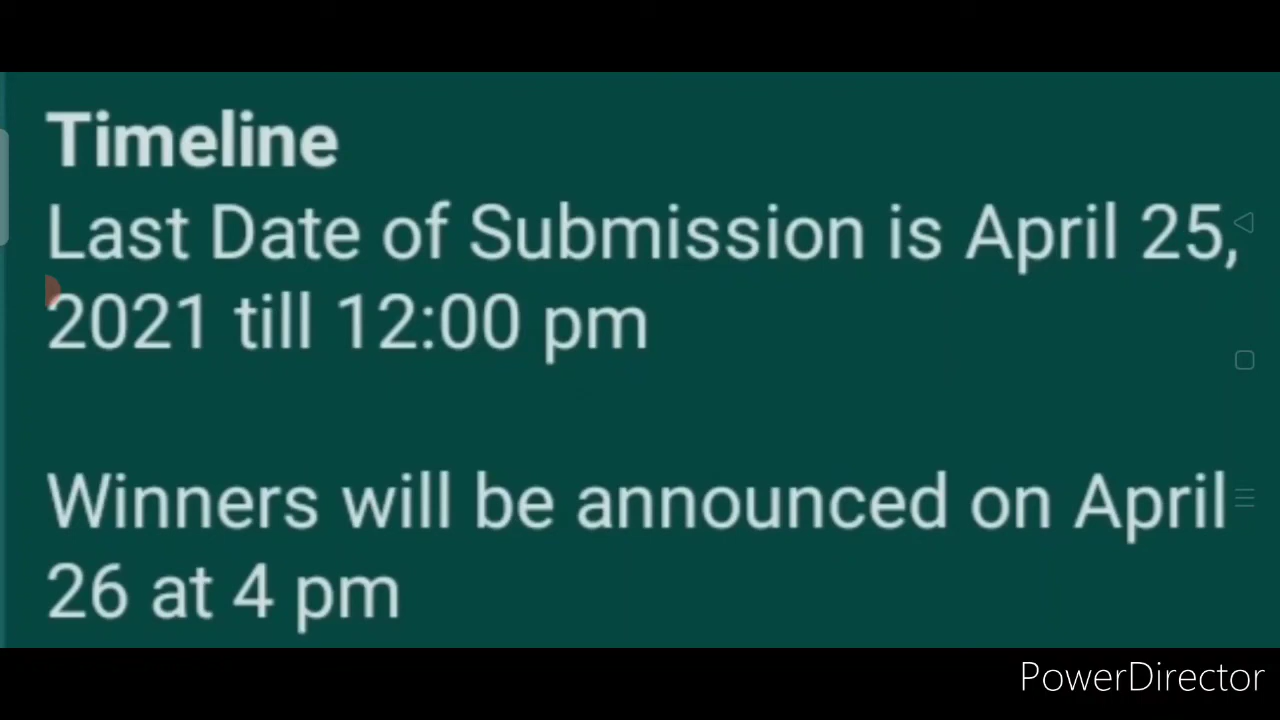 Timeline
Last Date of Submission is April 25,
2021 till 12:00 pm
Winners will be announced on April
26 at 4 pm
PowerDirector